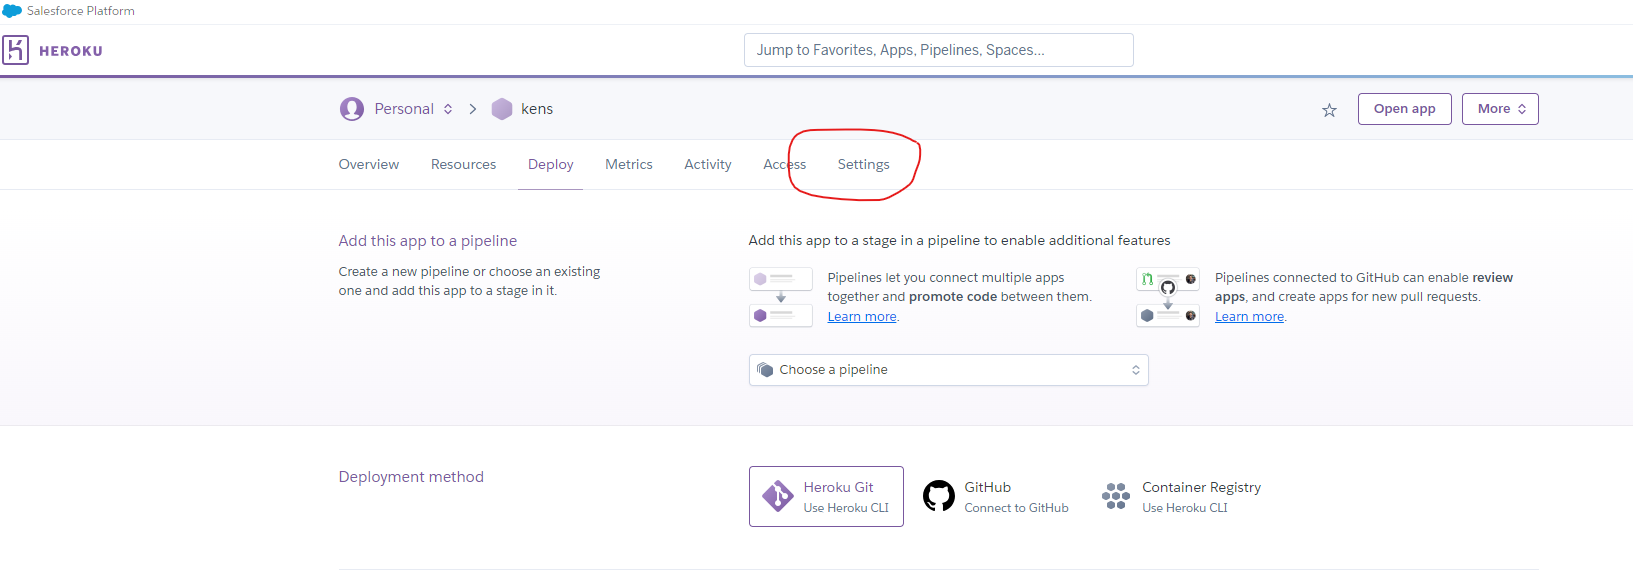 Salesforce Platform
HEROKU
Jump to Favorites, Apps, Pipelines, Spaces...
Personal
kens
Open app
More
Overview
Resources
Deploy
Metrics
Activity
Access
Settings
Add this app to a pipeline
Create a new pipeline or choose an existing
one and add this app to a stage in it.
Add this app to a stage in a pipeline to enable additional features
Pipelines let you connect multiple apps
together and promote code between them.
Learn more.
Pipelines connected to GitHub can enable review
apps, and create apps for new pull requests.
Learn more.
Choose a pipeline
Deployment method
Heroku Git
Use Heroku CLI
GitHub
Connect to GitHub
Container Registry
Use Heroku CLI